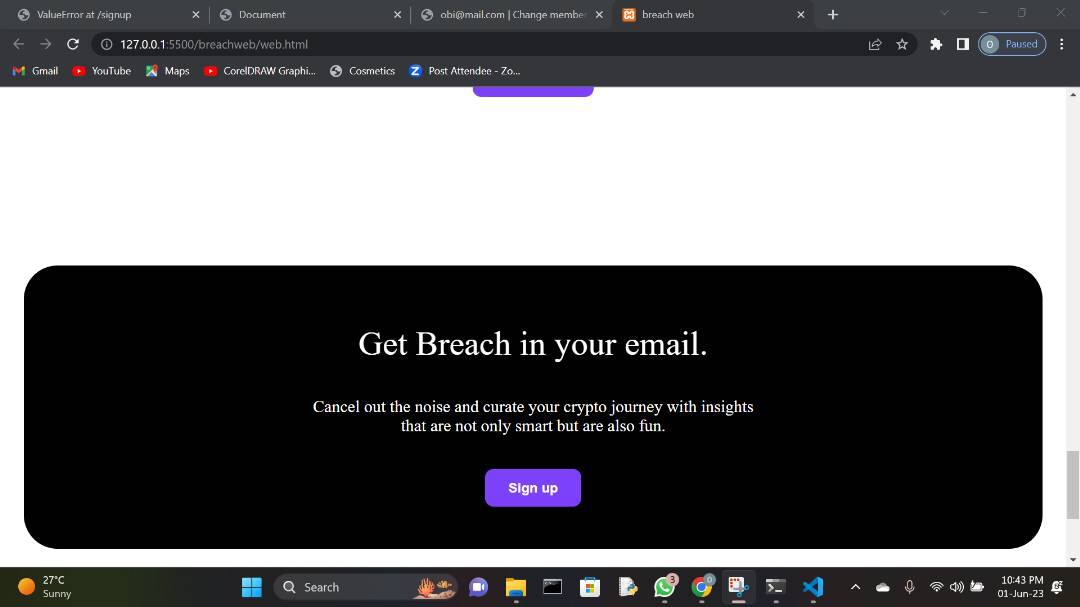 ValueError at /signup
Document
obi@mail.com | Change member
breach web
127.0.0.1:5500/breachweb/web.html
O Paused
Gmail
YouTube
Maps
CorelDRAW Graphi...
Cosmetics
Z Post Attendee - Zo...
Get Breach in your email.
Cancel out the noise and curate your crypto journey with insights
that are not only smart but are also fun.
Sign up
27°C
Sunny
Search
3
10:43 PM
01-Jun-23